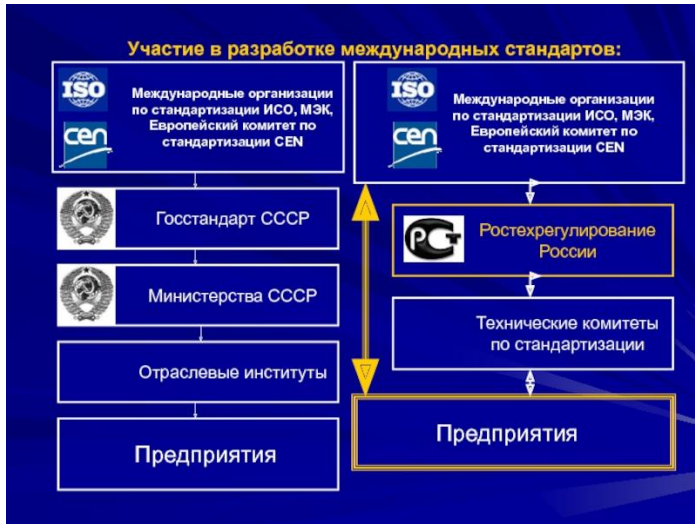 Участие в разработке международных стандартов:
ISO
cen
Международные организации
по стандартизации ИСО, МЭК,
Европейский комитет по
стандартизации CEN
Госстандарт СССР
Министерства СССР
Отраслевые институты
Предприятия
ISO
cen
Международные организации
по стандартизации ИСО, МЭК,
Европейский комитет по
стандартизации CEN
РСТ
Ростехрегулирование
России
Технические комитеты
по стандартизации
Предприятия